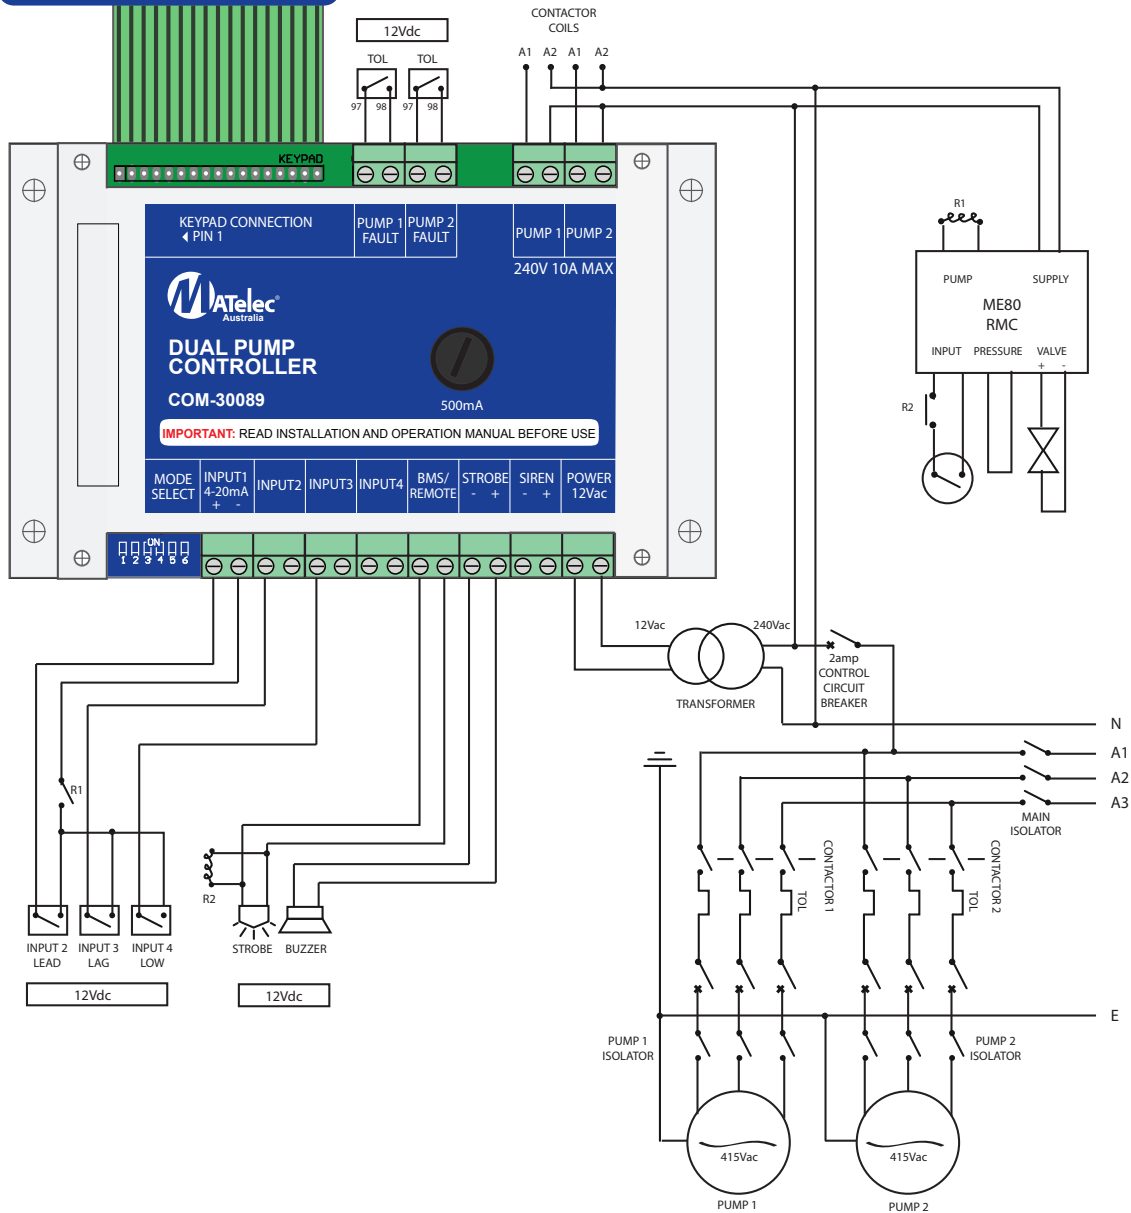 12Vdc
CONTACTOR
COILS
TOL TOL
A1 A2 A1 A2
97 98 97 98
KEYPAD
KEYPAD CONNECTION
PIN 1
PUMP 1
FAULT
PUMP 2
FAULT
PUMP 1
PUMP 2
240V 10A MAX
MATelec®
Australia
DUAL PUMP
CONTROLLER
COM-30089
500mA
IMPORTANT: READ INSTALLATION AND OPERATION MANUAL BEFORE USE
MODE
SELECT
INPUT1
4-20mA
+ -
INPUT2
INPUT3
INPUT4
BMS/
REMOTE
STROBE
- +
SIREN
- +
POWER
12Vac
ON
1 2 3 4 5 6
R1
PUMP SUPPLY
ME80
RMC
INPUT PRESSURE VALVE
+ -
R2
12Vac 240Vac
TRANSFORMER
2amp
CONTROL
CIRCUIT
BREAKER
N
A1
A2
A3
MAIN
ISOLATOR
R1
R2
INPUT 2
LEAD
INPUT 3
LAG
INPUT 4
LOW
12Vdc
STROBE
BUZZER
12Vdc
CONTACTOR 1
TOL
CONTACTOR 2
TOL
E
PUMP 1
ISOLATOR
PUMP 2
ISOLATOR
415Vac
415Vac
PUMP 1
PUMP 2